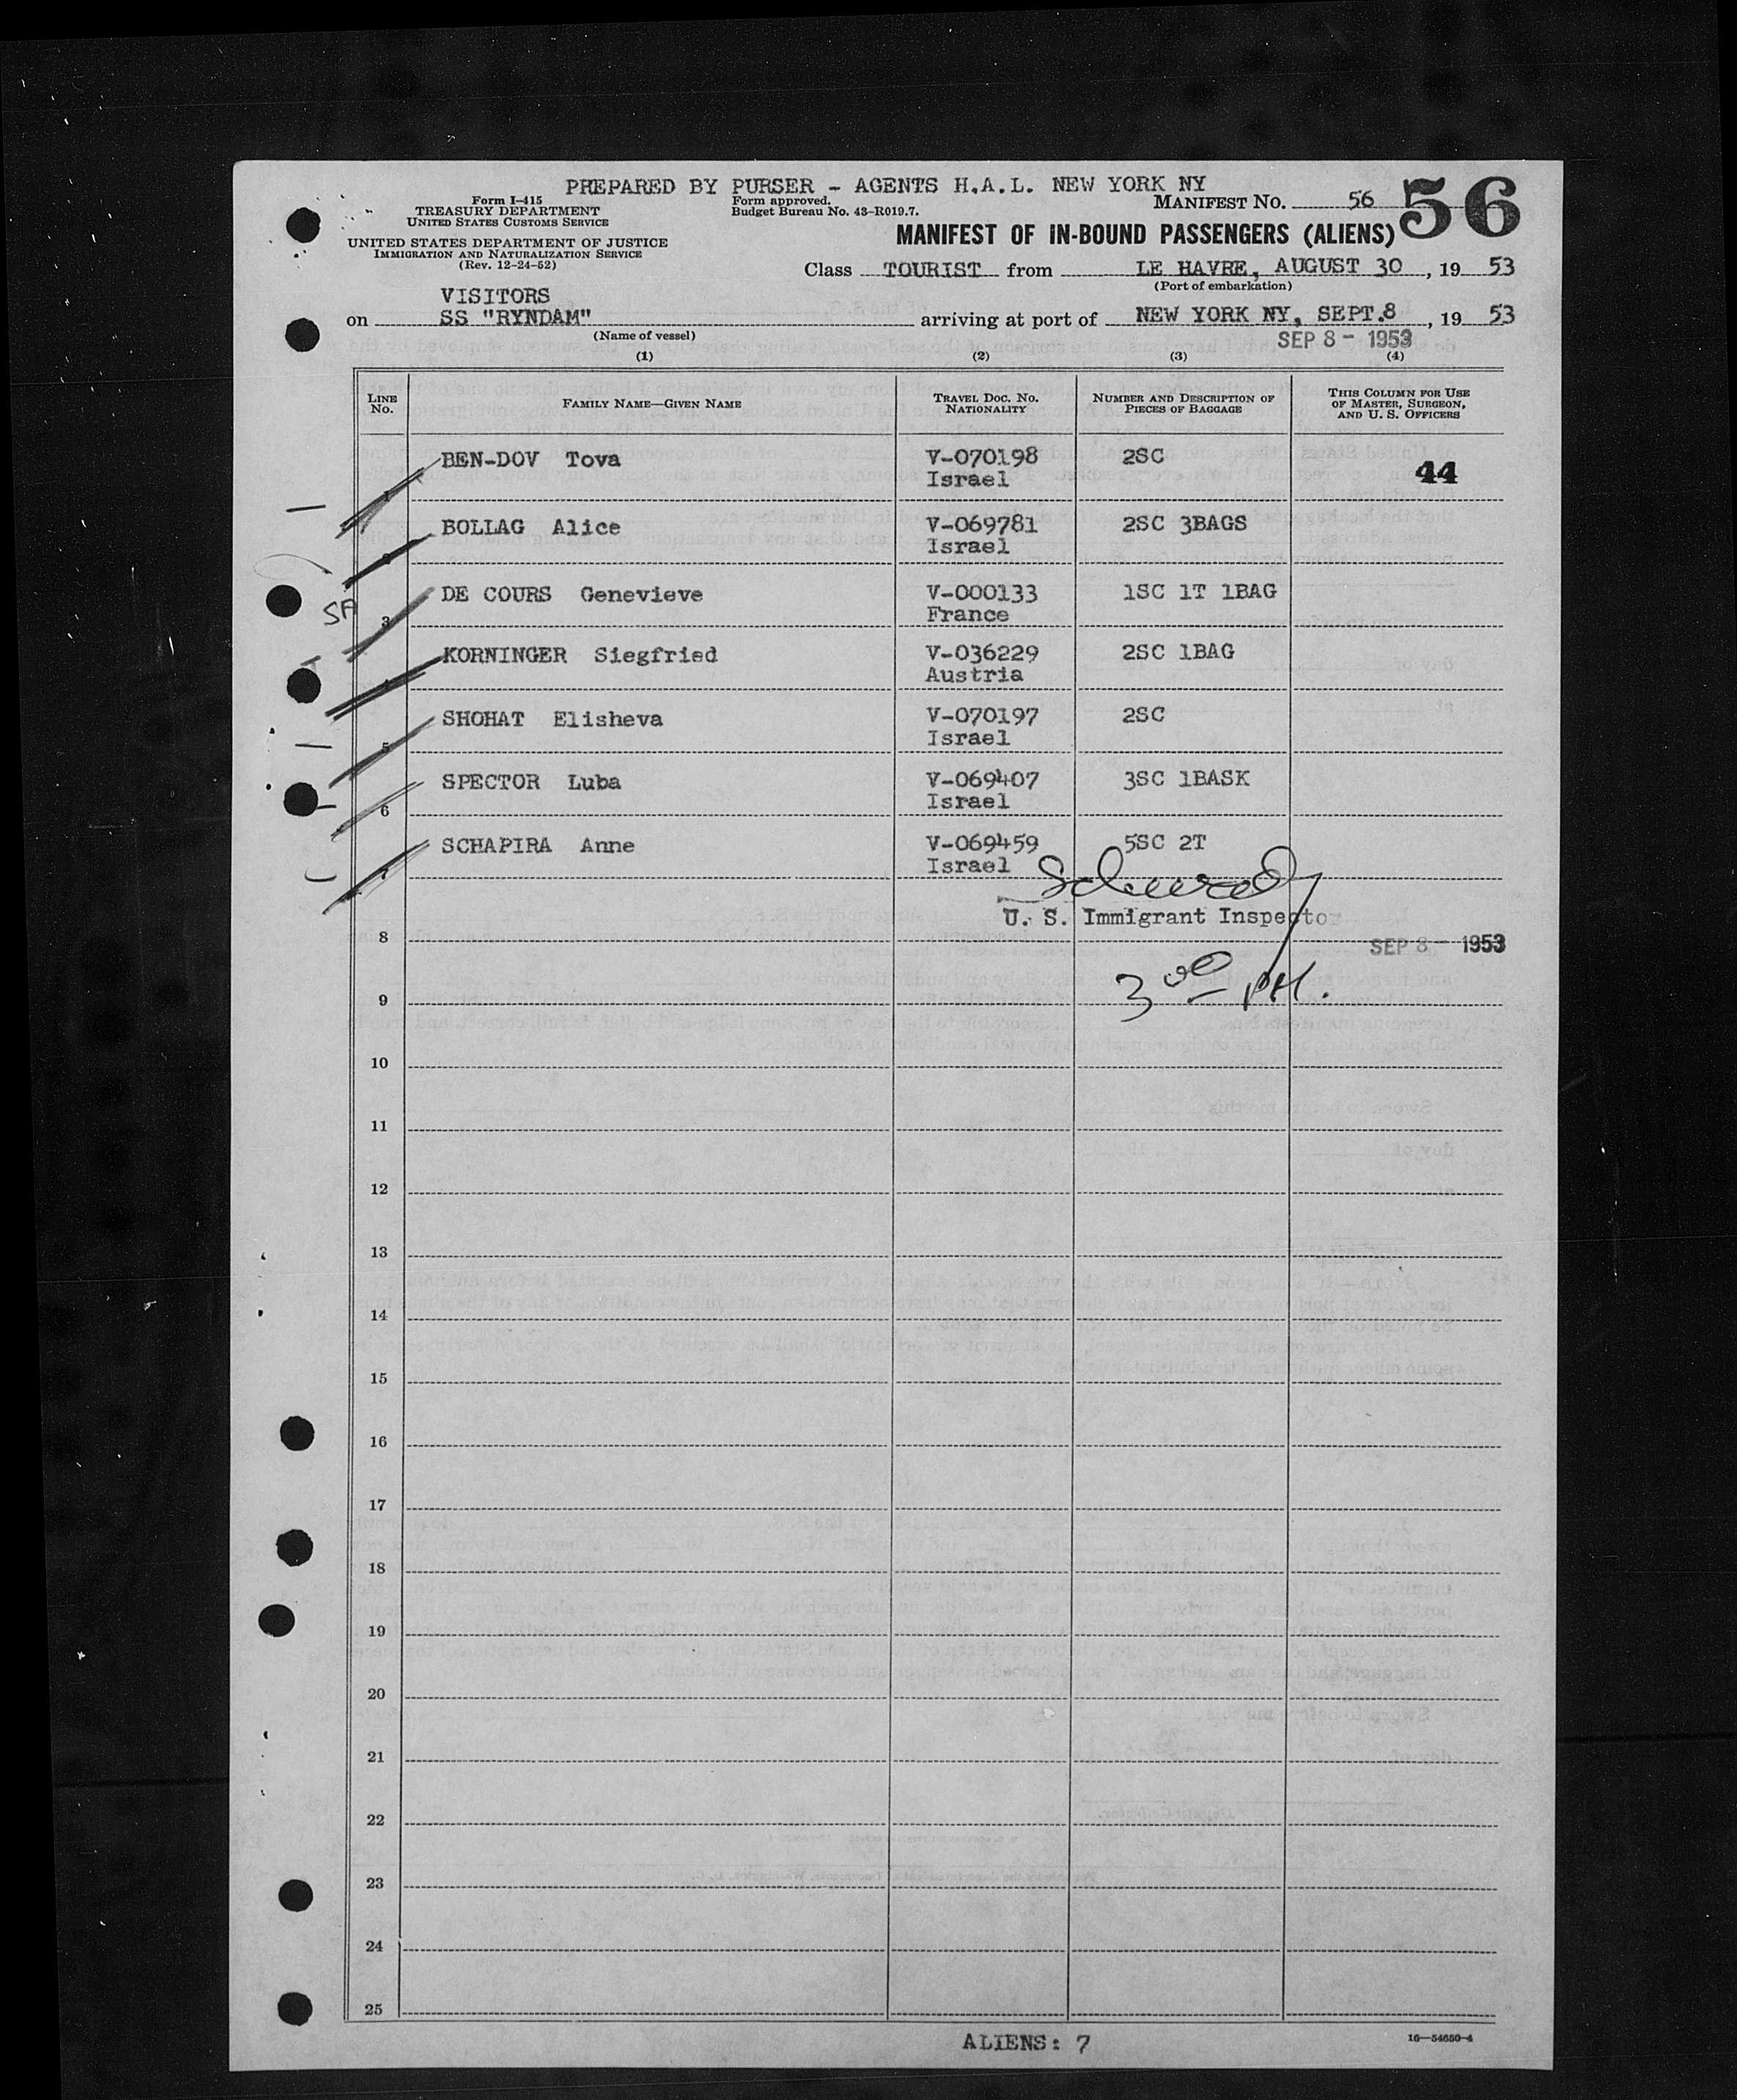 PREPARED BY PURSER - AGENTS H.A.L. NEW YORK NY
Form I-415
TREASURY DEPARTMENT
UNITED STATES CUSTOMS SERVICE
UNITED STATES DEPARTMENT OF JUSTICE
IMMIGRATION AND NATURALIZATION SERVICE
(Rev. 12-24-52)
Form approved.
Budget Bureau No. 43-R019.7.
MANIFEST NO. 56
56
MANIFEST OF IN-BOUND PASSENGERS (ALIENS)
Class TOURIST from LE HAVRE, AUGUST 30, 19 53
(Port of embarkation)
VISITORS
on SS "RYNDAM" arriving at port of NEW YORK NY, SEPT.8, 19 53
(Name of vessel)
SEP 8 - 1953
(1) (2) (3) (4)
LINE NO. FAMILY NAME—GIVEN NAME TRAVEL DOC. NO. NATIONALITY NUMBER AND DESCRIPTION OF PIECES OF BAGGAGE THIS COLUMN FOR USE OF MASTER, SURGEON, AND U. S. OFFICERS
1 BEN-DOV Tova V-070198 2SC
Israel
44
2 BOLLAG Alice V-069781 2SC 3BAGS
Israel
SA
3 DE COURS Genevieve V-000133 1SC 1T 1BAG
France
4 KORNINGER Siegfried V-036229 2SC 1BAG
Austria
5 SHOHAT Elisheva V-070197 2SC
Israel
6 SPECTOR Luba V-069407 3SC 1BASK
Israel
7 SCHAPIRA Anne V-069459 5SC 2T
Israel
U. S. Immigrant Inspector
8
SEP 8 - 1953
3 00 PM.
9
10
11
12
13
14
15
16
17
18
19
20
21
22
23
24
25
ALIENS: 7
16—54650-4